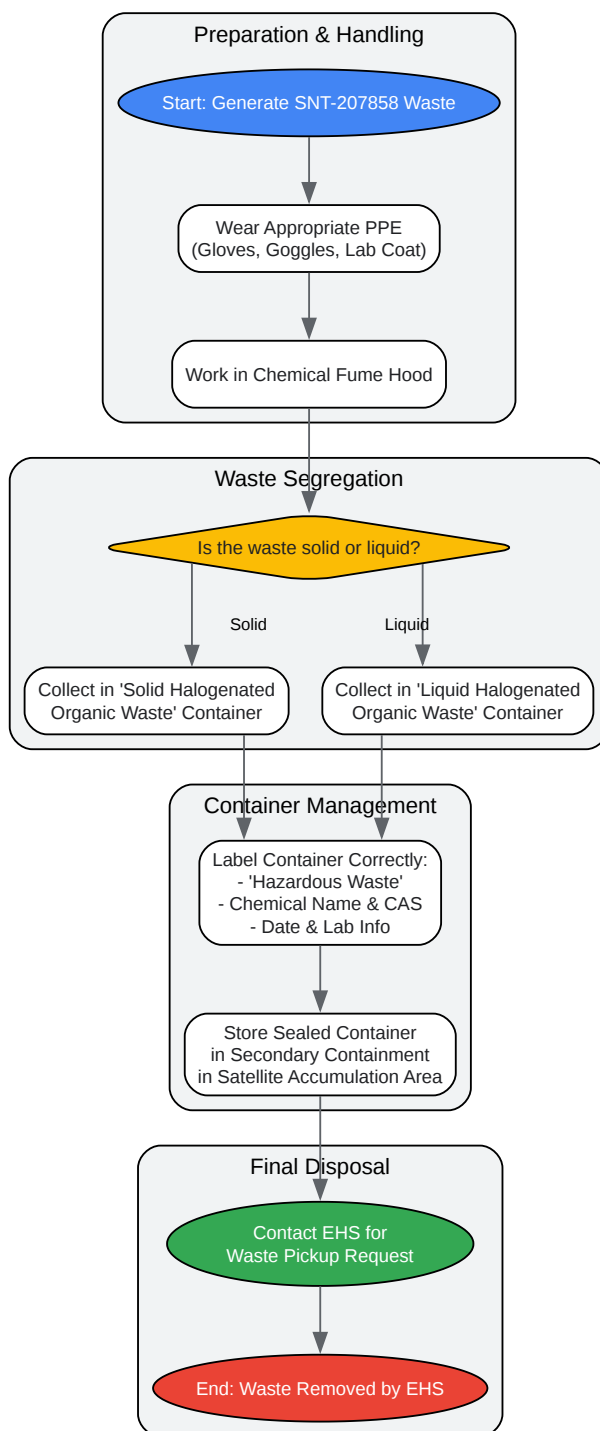 Preparation & Handling
Start: Generate SNT-207858 Waste
Wear Appropriate PPE
(Gloves, Goggles, Lab Coat)
Work in Chemical Fume Hood
Waste Segregation
Is the waste solid or liquid?
Solid
Liquid
Collect in 'Solid Halogenated
Organic Waste' Container
Collect in 'Liquid Halogenated
Organic Waste' Container
Container Management
Label Container Correctly:
- 'Hazardous Waste'
- Chemical Name & CAS
- Date & Lab Info
Store Sealed Container
in Secondary Containment
in Satellite Accumulation Area
Final Disposal
Contact EHS for
Waste Pickup Request
End: Waste Removed by EHS